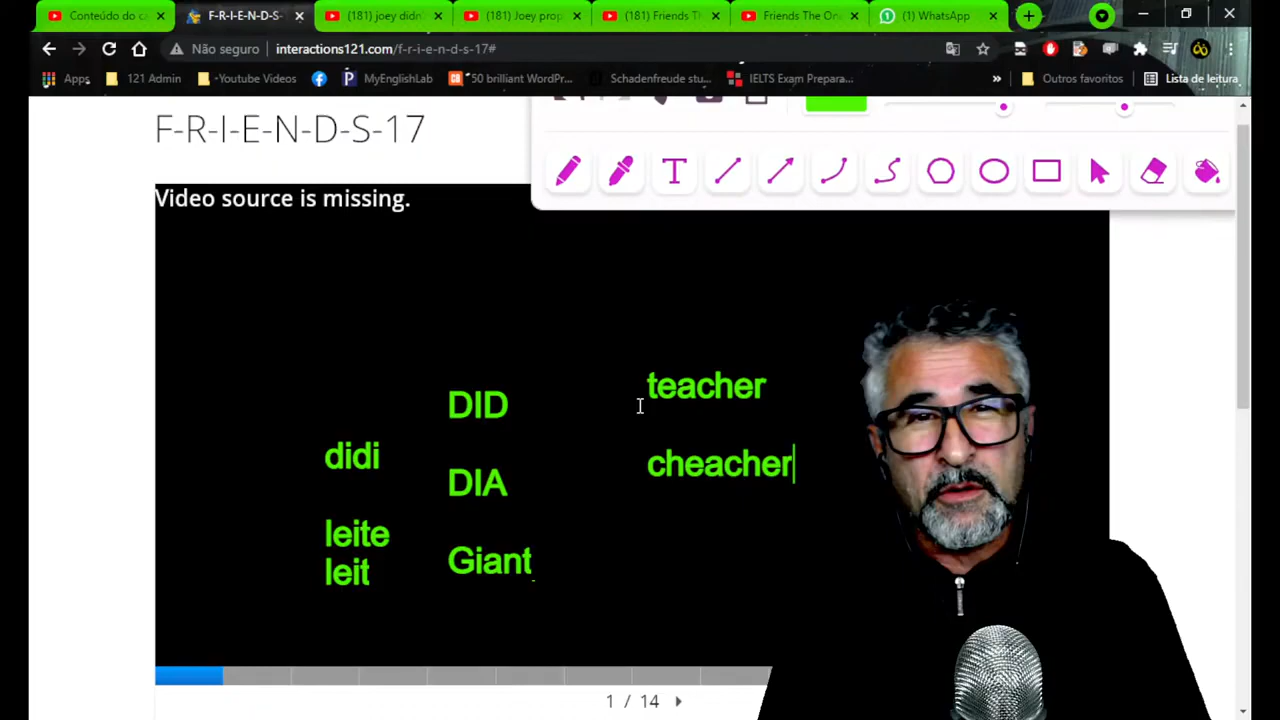 Conteúdo do c
F-R-I-E-N-D-S-
(181) joey didn'
(181) Joey prop
(181) Friends Th
Friends The On
(1) WhatsApp
Não seguro
interactions121.com/f-r-i-e-n-d-s-17#
Apps
121 Admin
-Youtube Videos
MyEnglishLab
50 brilliant WordPr...
Schadenfreude stu...
IELTS Exam Prepara...
»
Outros favoritos
Lista de leitura
F-R-I-E-N-D-S-17
T
Video source is missing.
teacher
DID
didi
cheacher
DIA
leite
leit
Giant
1 / 14